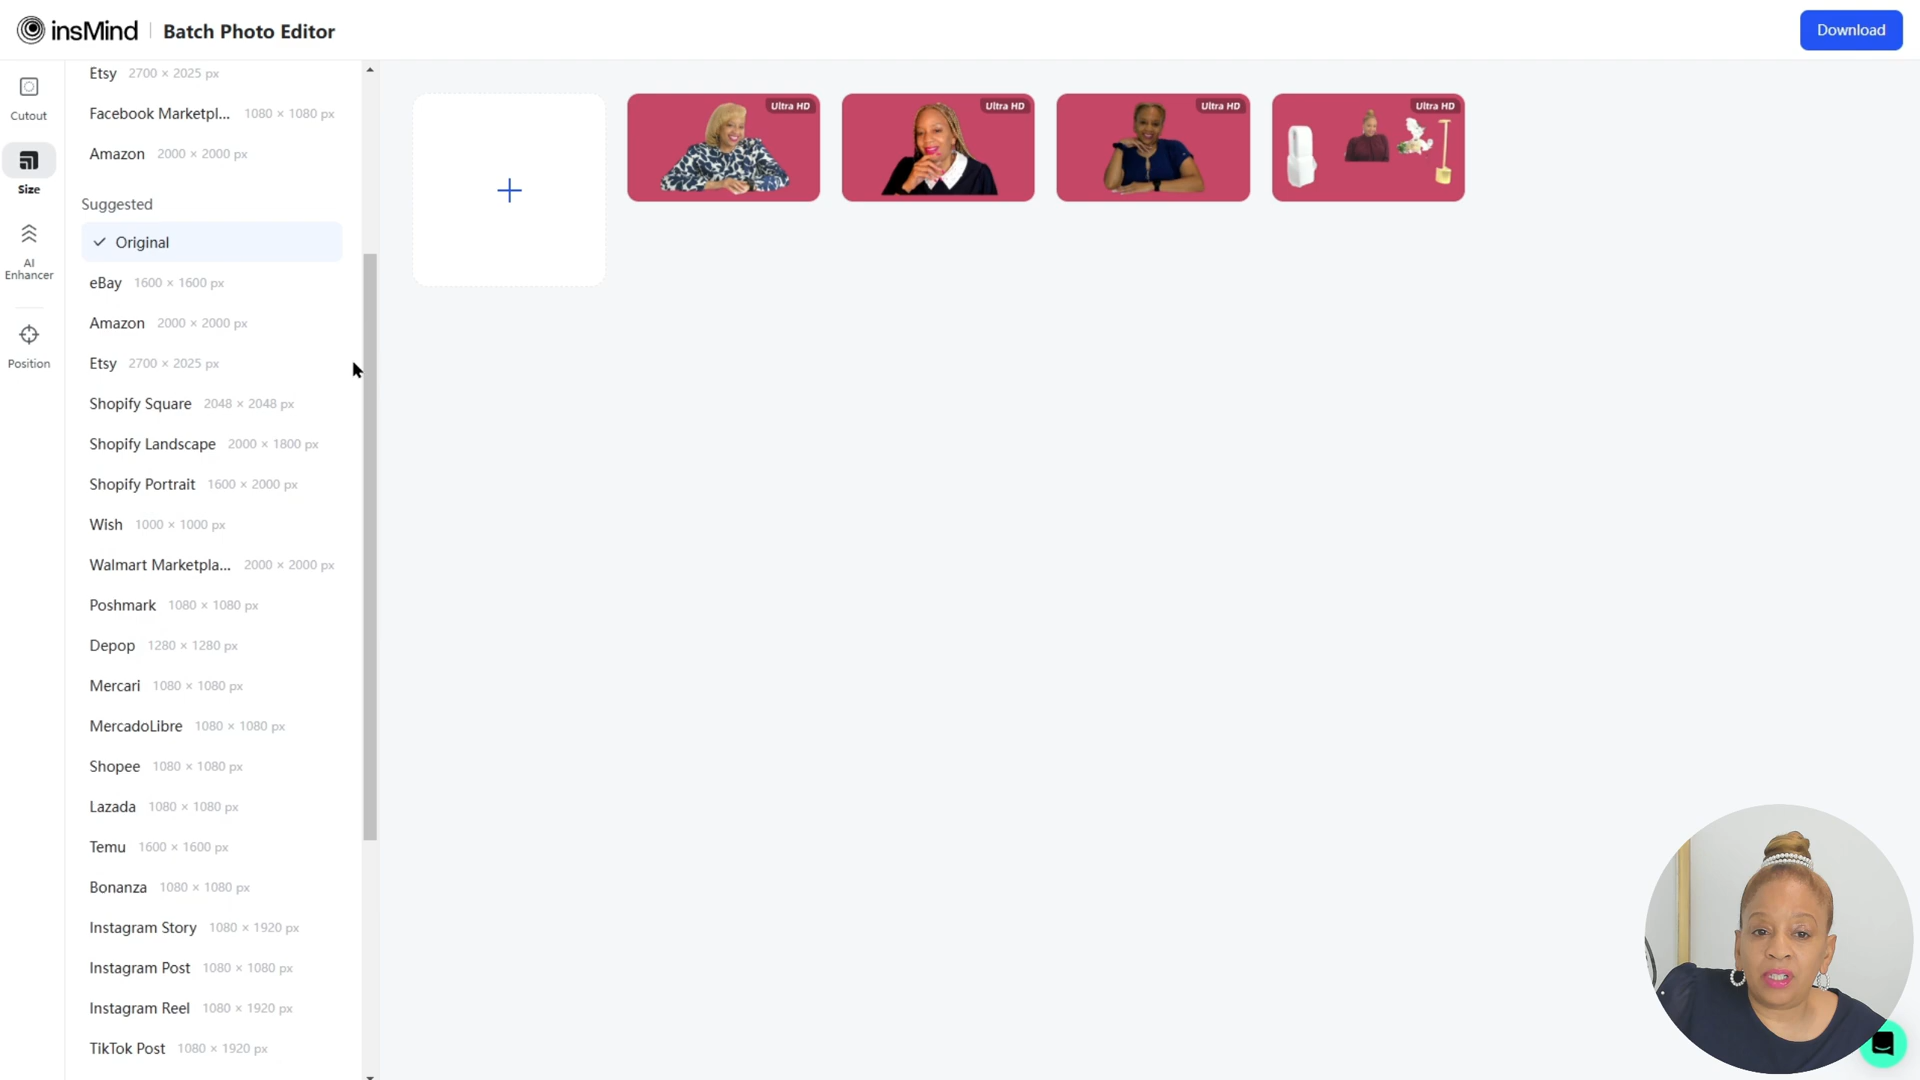 insMind
Batch Photo Editor
Download
Cutout
Size
AI
Enhancer
Position
Etsy 2700 × 2025 px
Facebook Marketpl... 1080 × 1080 px
Amazon 2000 × 2000 px
Suggested
Original
eBay 1600 × 1600 px
Amazon 2000 × 2000 px
Etsy 2700 × 2025 px
Shopify Square 2048 × 2048 px
Shopify Landscape 2000 × 1800 px
Shopify Portrait 1600 × 2000 px
Wish 1000 × 1000 px
Walmart Marketpla... 2000 × 2000 px
Poshmark 1080 × 1080 px
Depop 1280 × 1280 px
Mercari 1080 × 1080 px
MercadoLibre 1080 × 1080 px
Shopee 1080 × 1080 px
Lazada 1080 × 1080 px
Temu 1600 × 1600 px
Bonanza 1080 × 1080 px
Instagram Story 1080 × 1920 px
Instagram Post 1080 × 1080 px
Instagram Reel 1080 × 1920 px
TikTok Post 1080 × 1920 px
Ultra HD
Ultra HD
Ultra HD
Ultra HD